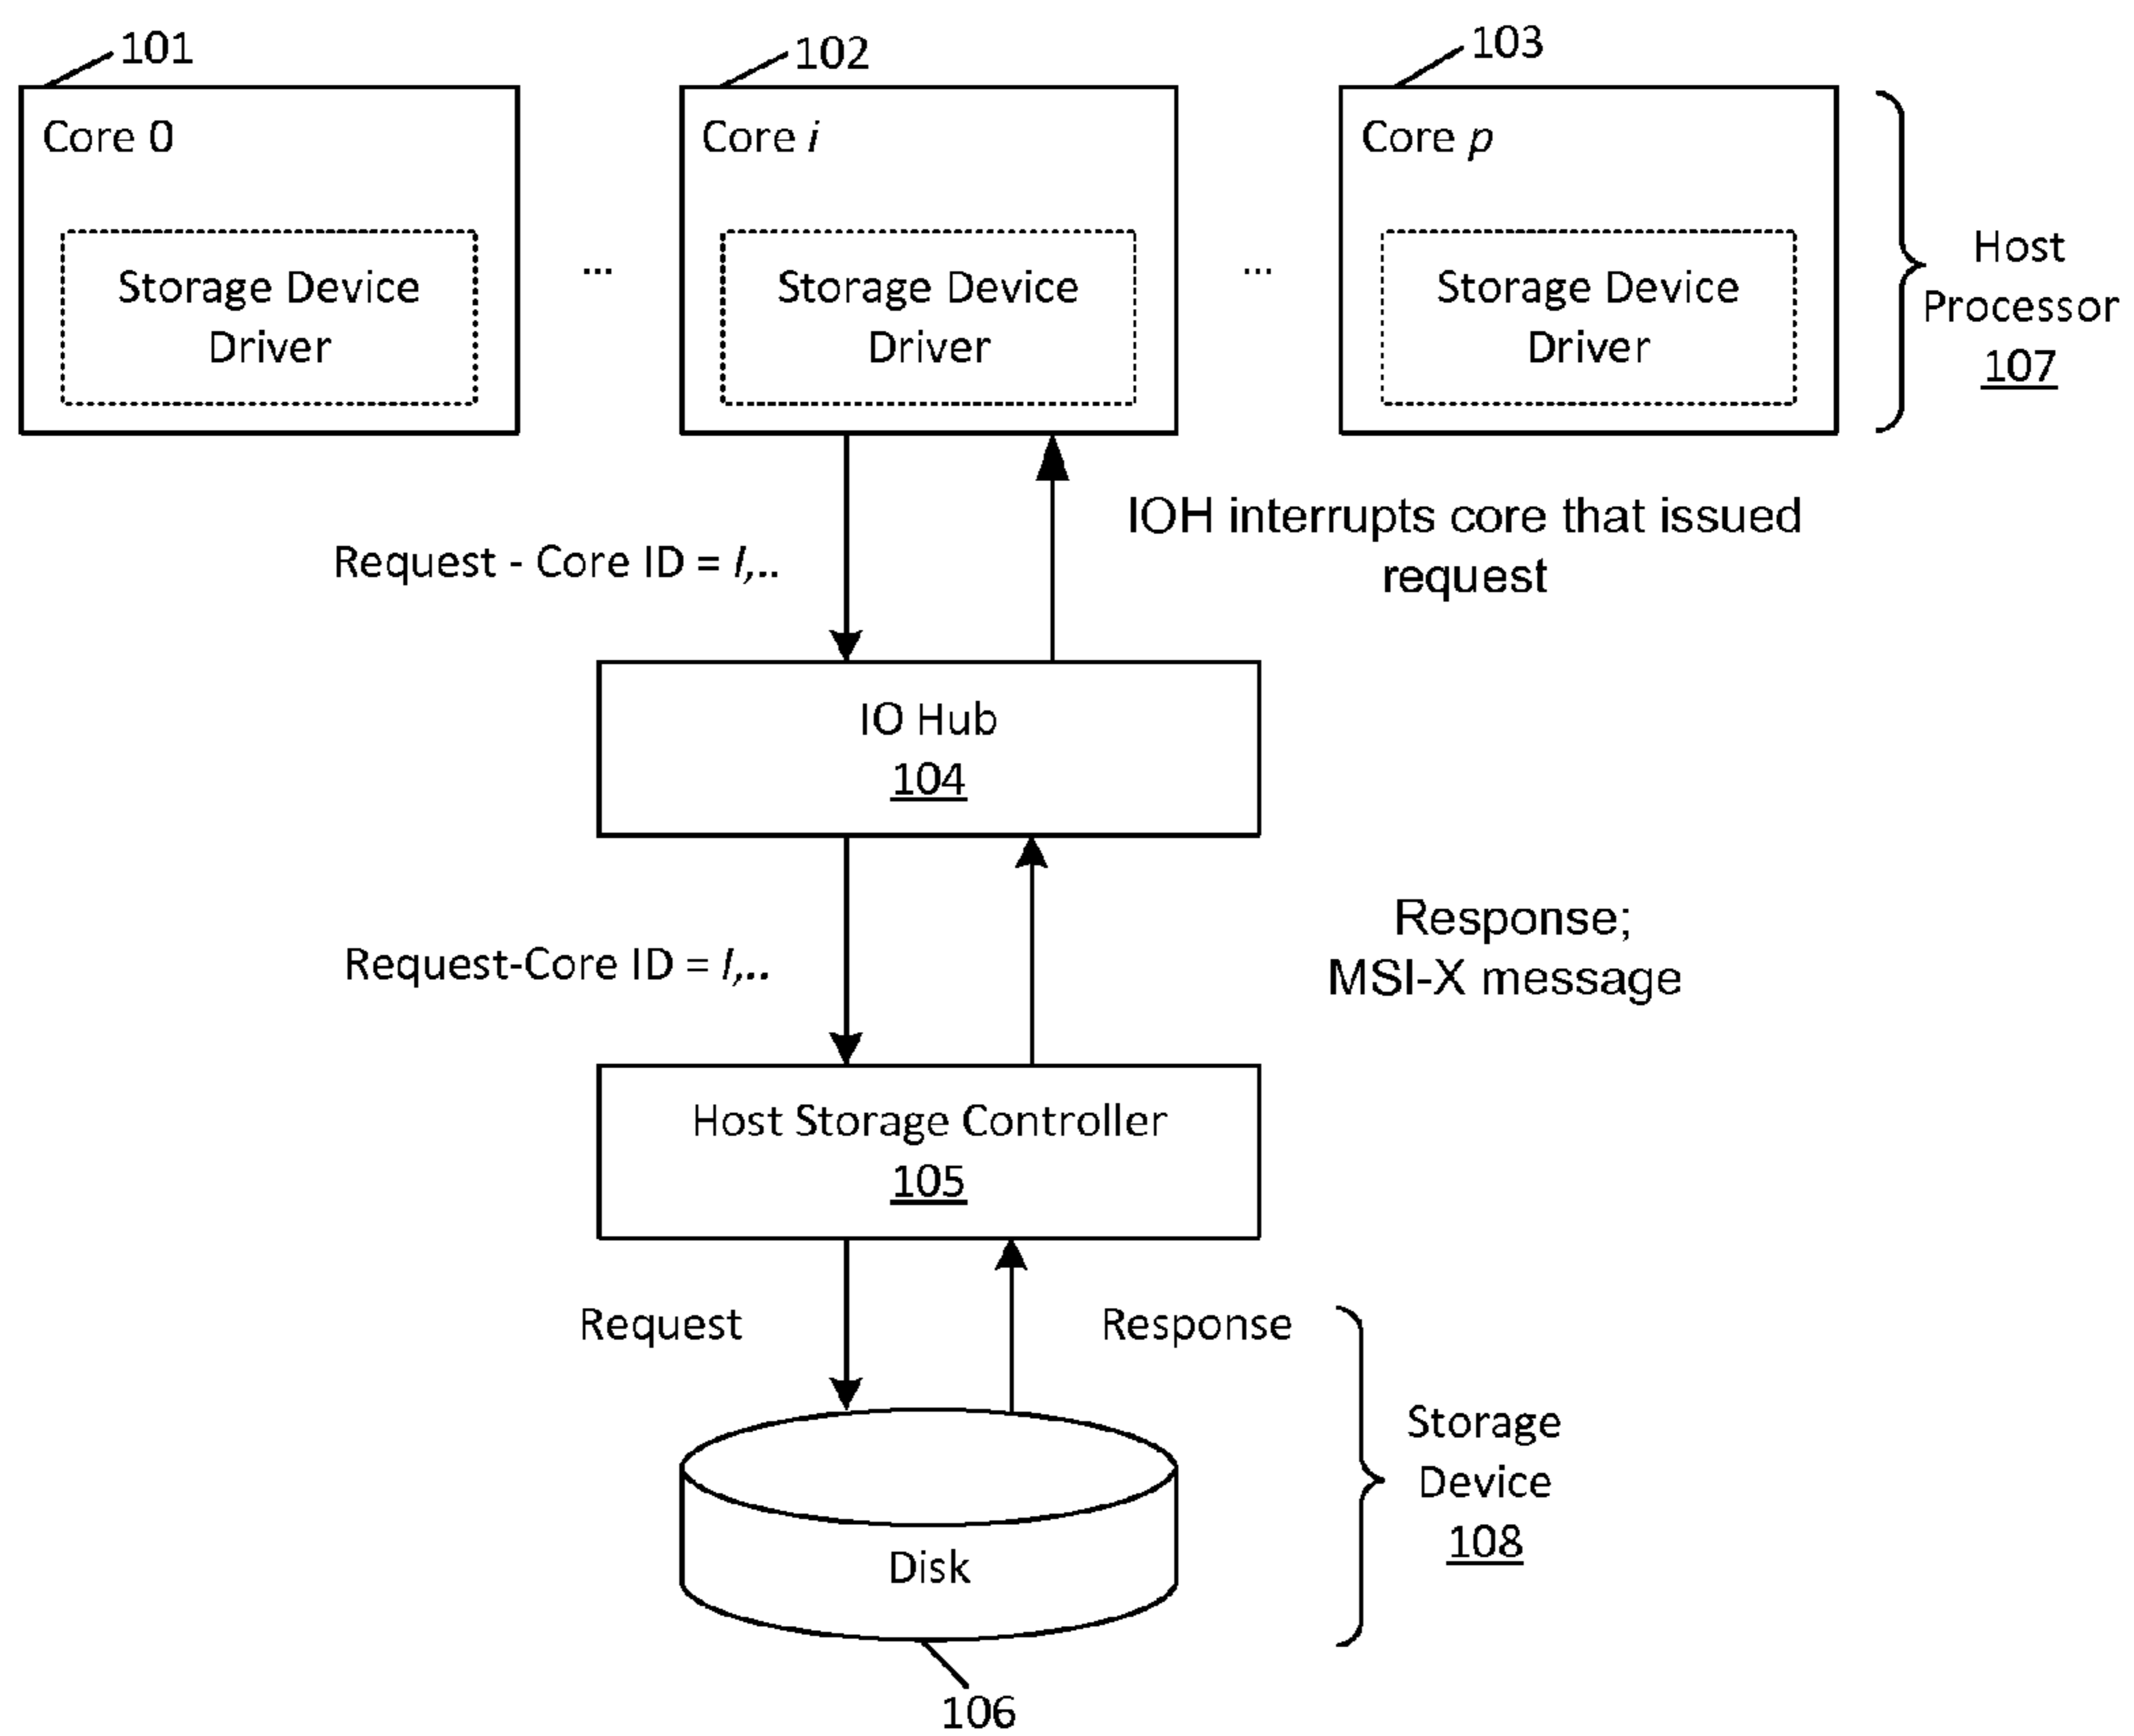 101
102
103
Core 0
Core i
Core p
Storage Device
Driver
...
Storage Device
Driver
...
Storage Device
Driver
Host
Processor
107
Request - Core ID = I,..
IOH interrupts core that issued
request
IO Hub
104
Request-Core ID = I,..
Response;
MSI-X message
Host Storage Controller
105
Request
Response
Storage
Device
108
Disk
106